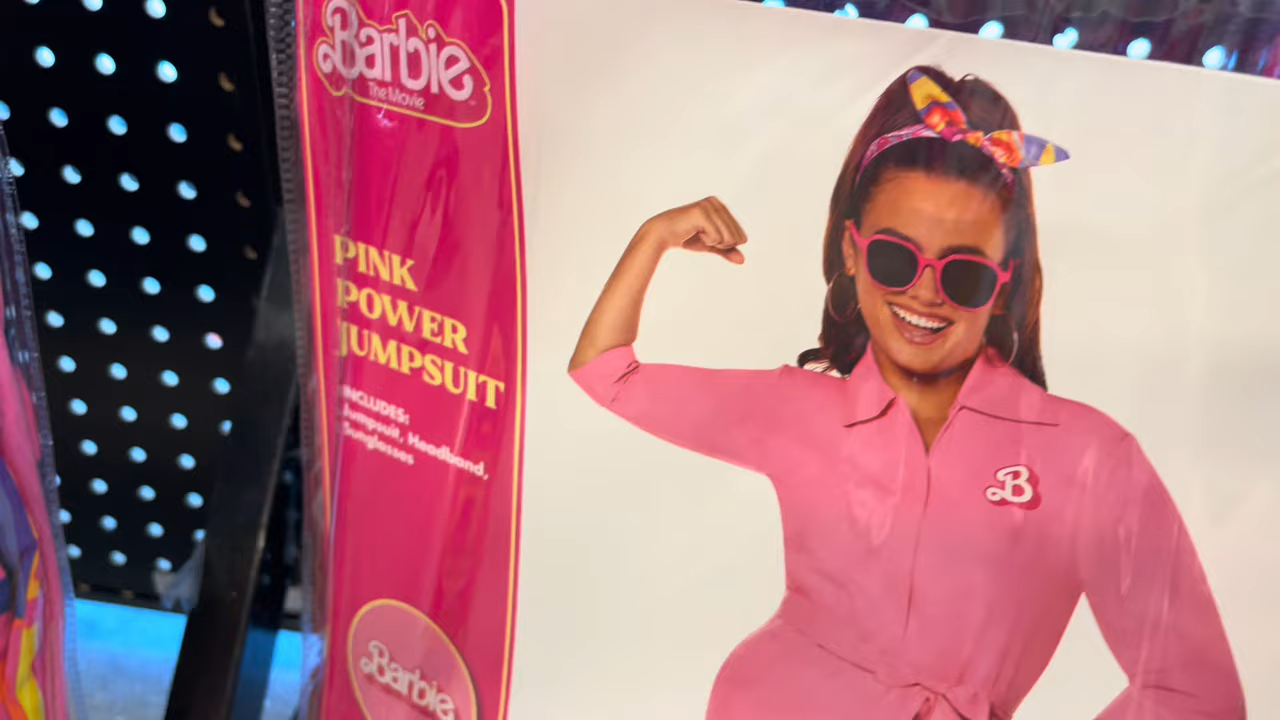 Barbie
The Movie
PINK
POWER
JUMPSUIT
INCLUDES:
Jumpsuit, Headband,
Sunglasses
B
Barbie